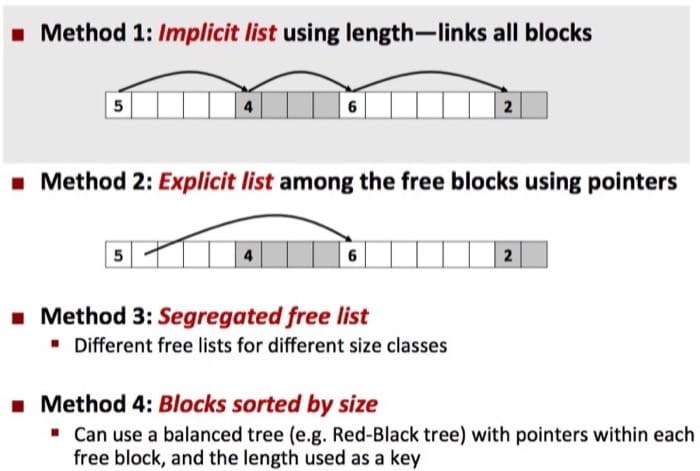 Method 1: Implicit list using length—links all blocks
5 4 6 2
Method 2: Explicit list among the free blocks using pointers
5 4 6 2
Method 3: Segregated free list
Different free lists for different size classes
Method 4: Blocks sorted by size
Can use a balanced tree (e.g. Red-Black tree) with pointers within each
free block, and the length used as a key